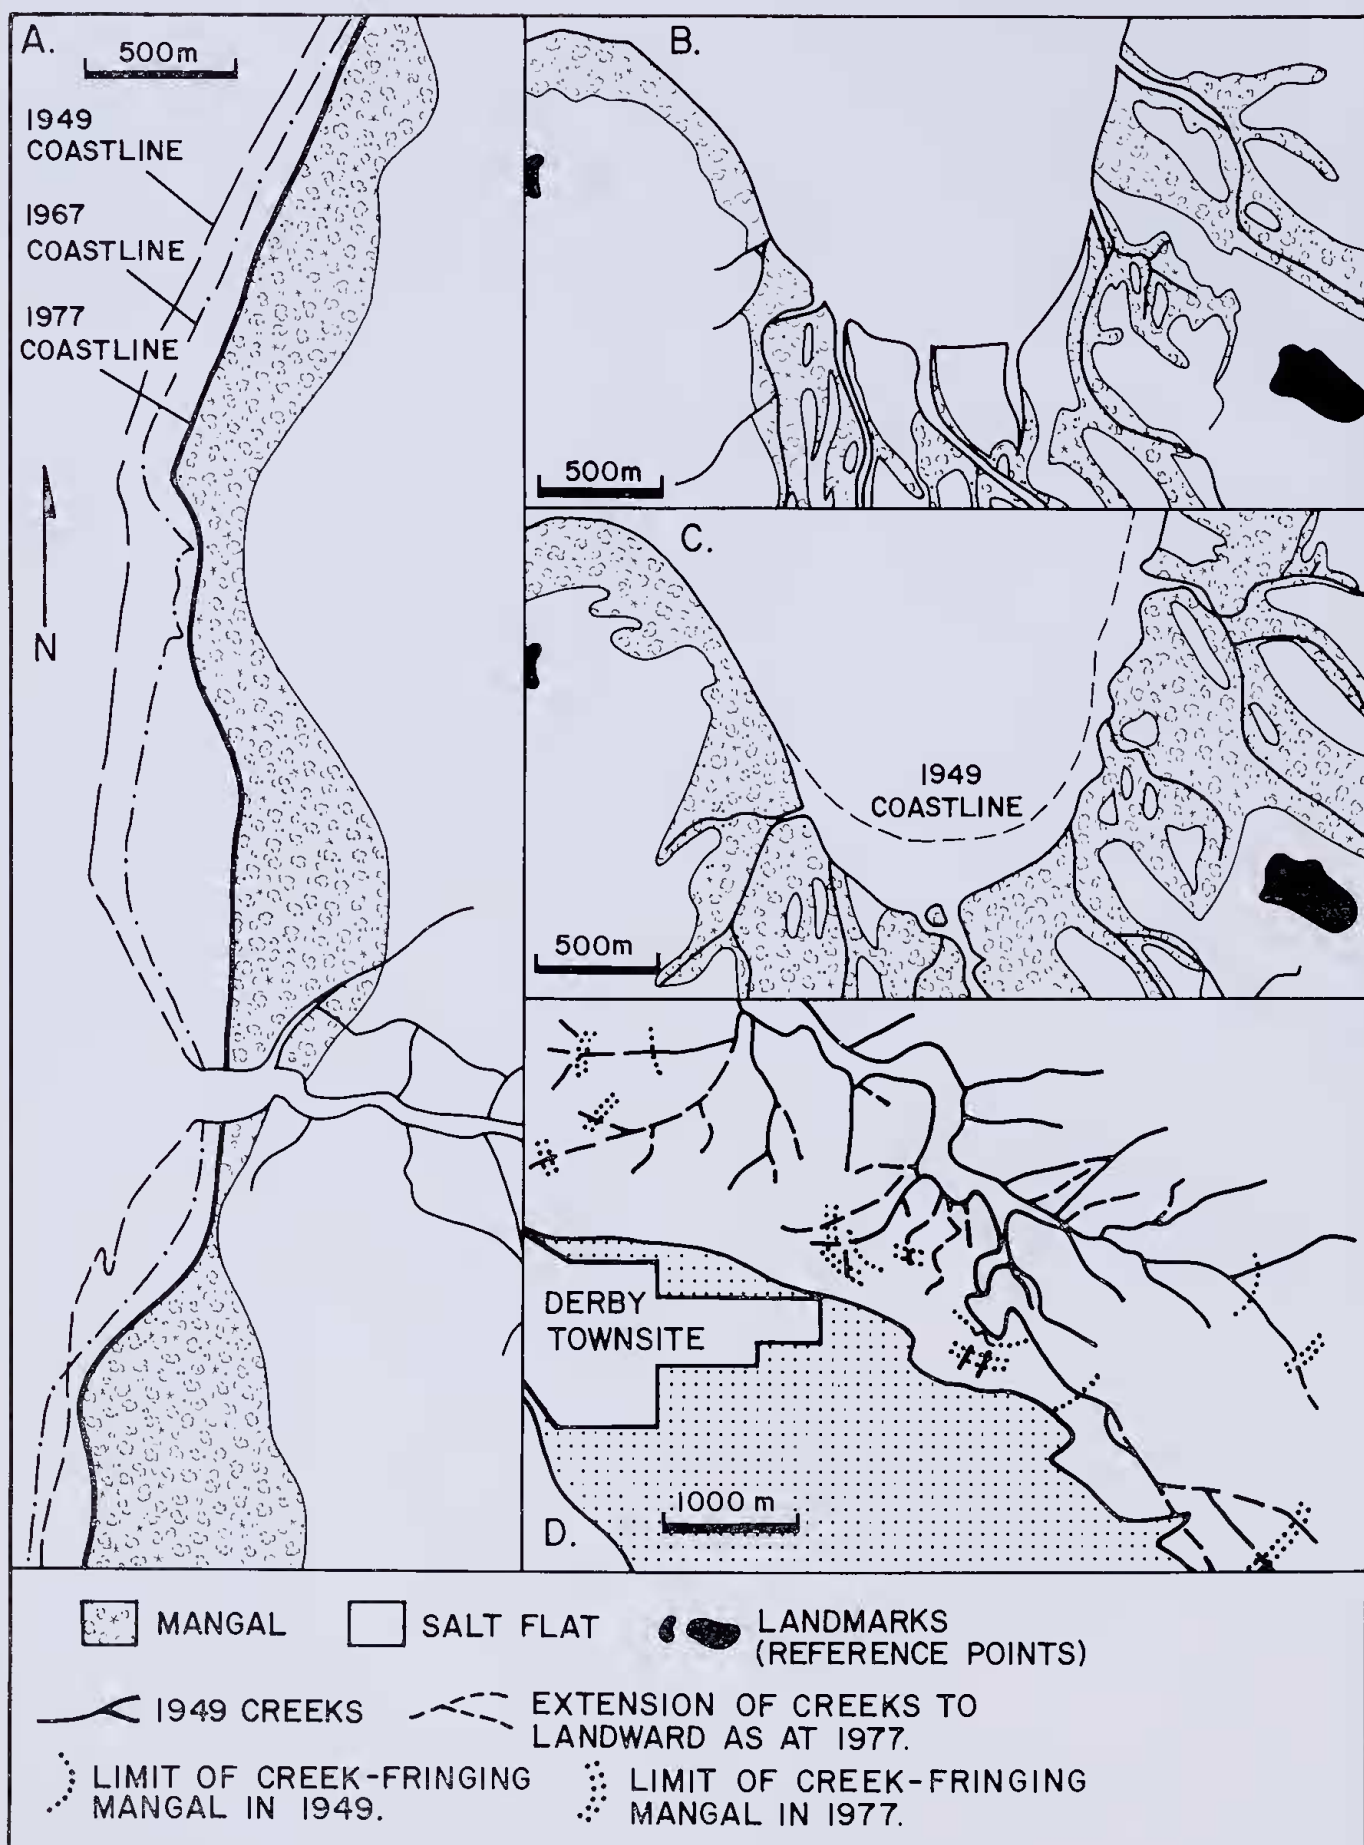 A.
500m
1949
COASTLINE
1967
COASTLINE
1977
COASTLINE
N
B.
500m
C.
1949
COASTLINE
500m
DERBY
TOWNSITE
1000 m
D.
MANGAL
SALT FLAT
LANDMARKS
(REFERENCE POINTS)
1949 CREEKS
EXTENSION OF CREEKS TO
LANDWARD AS AT 1977.
LIMIT OF CREEK-FRINGING
MANGAL IN 1949.
LIMIT OF CREEK-FRINGING
MANGAL IN 1977.